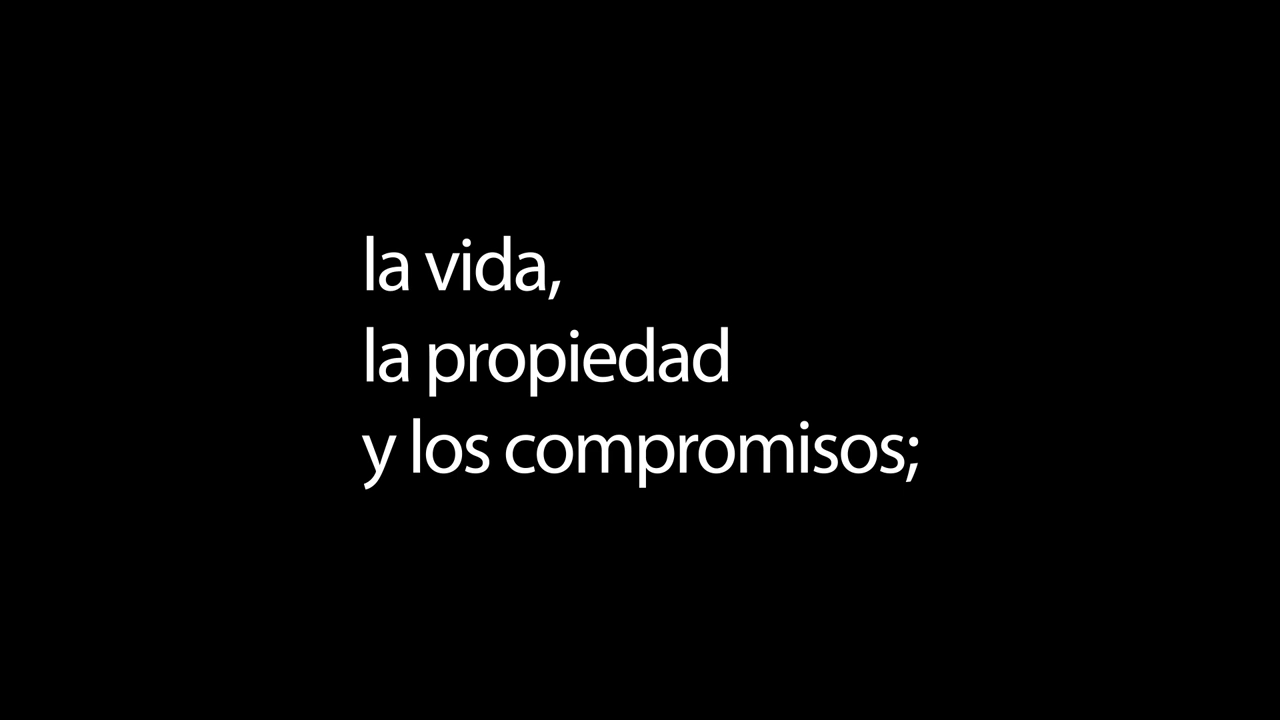 la vida,
la propiedad
y los compromisos;